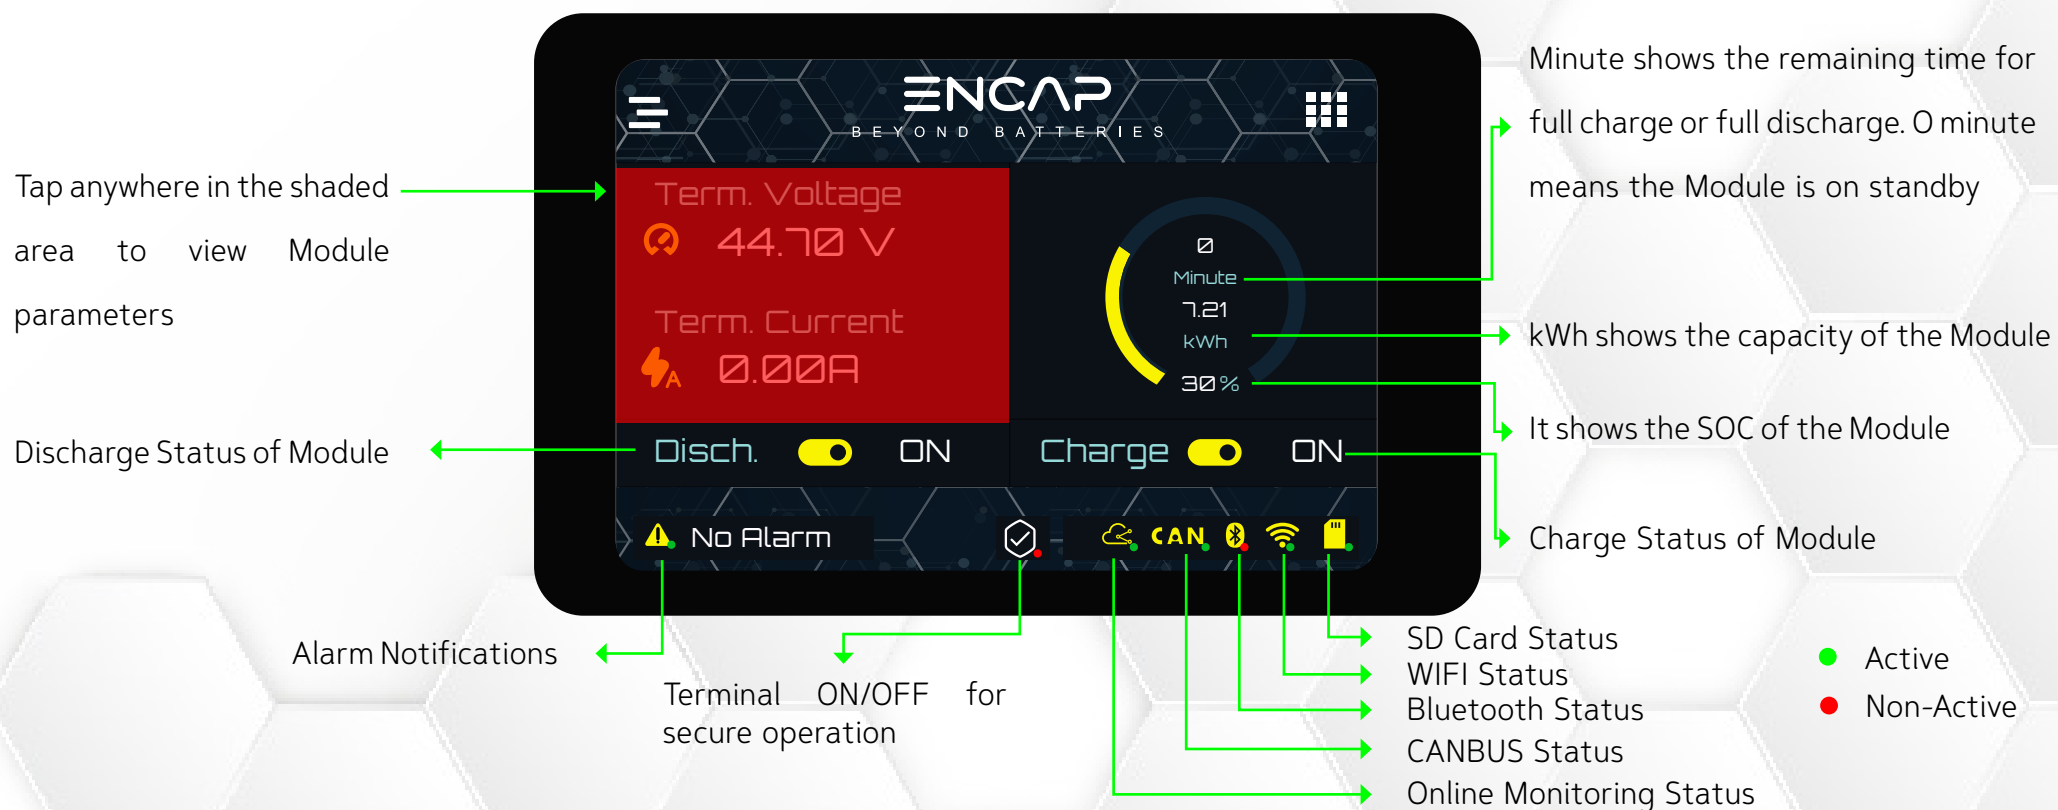 Tap anywhere in the shaded
area to view Module
parameters
Discharge Status of Module
ENCAP
BEYOND BATTERIES
Term. Voltage
44.70 V
Term. Current
A
0.00A
0
Minute
7.21
kWh
30%
Disch. ON
Charge ON
No Alarm
CAN
Minute shows the remaining time for
full charge or full discharge. O minute
means the Module is on standby
kWh shows the capacity of the Module
It shows the SOC of the Module
Charge Status of Module
Alarm Notifications
Terminal ON/OFF for
secure operation
SD Card Status
WIFI Status
Bluetooth Status
CANBUS Status
Online Monitoring Status
Active
Non-Active